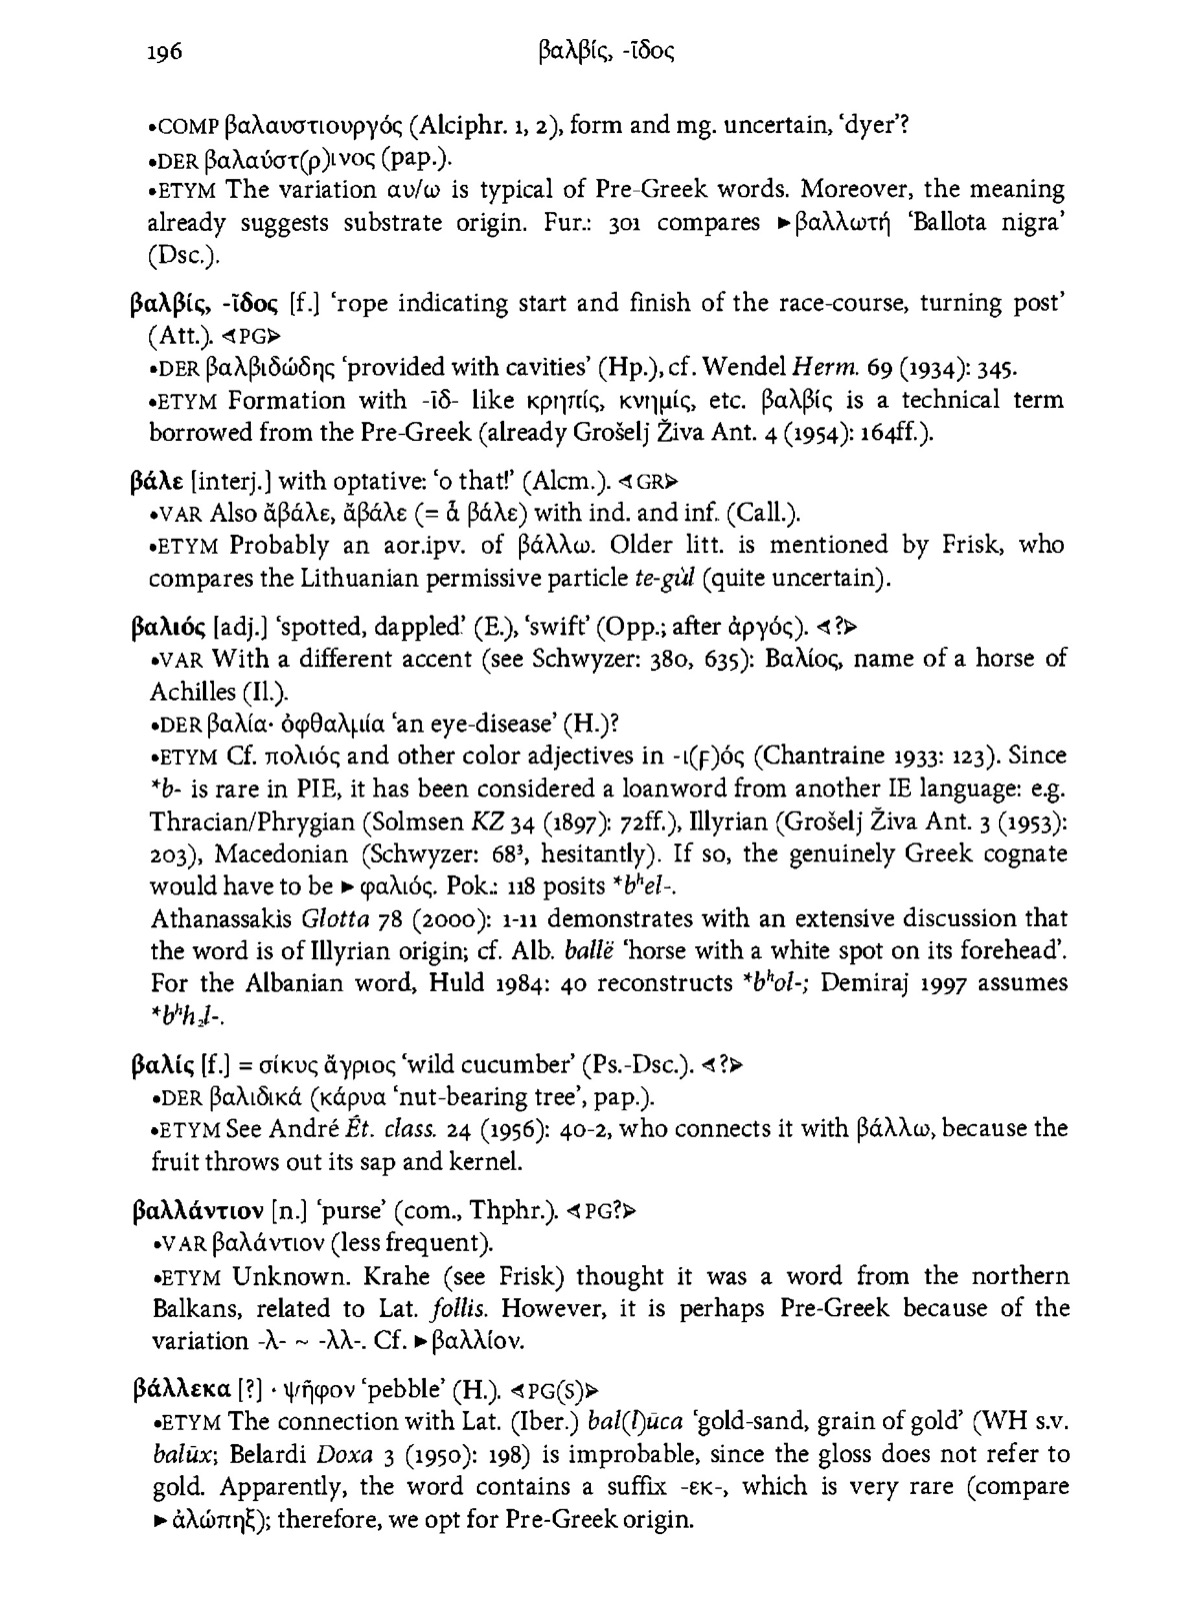 196 βαλβίς, -ῖδος
•COMP βαλαυστιουργός (Alciphr. 1, 2), form and mg. uncertain, ‘dyer’?
•DER βαλαύστ(ρ)ινος (pap.).
•ETYM The variation αυ/ω is typical of Pre-Greek words. Moreover, the meaning
already suggests substrate origin. Fur.: 301 compares ►βαλλωτή ‘Ballota nigra’
(Dsc.).
βαλβίς, -ῖδος [f.] ‘rope indicating start and finish of the race-course, turning post’
(Att.). ◄PG►
•DER βαλβιδώδης ‘provided with cavities’ (Hp.), cf. Wendel Herm. 69 (1934): 345.
•ETYM Formation with -ῑδ- like κρηπίς, κνημίς, etc. βαλβίς is a technical term
borrowed from the Pre-Greek (already Grošelj Živa Ant. 4 (1954): 164ff.).
βάλε [interj.] with optative: ‘o that!’ (Alcm.). ◄GR►
•VAR Also ἄβάλε, ἄβάλε (= ἆ βάλε) with ind. and inf. (Call.).
•ETYM Probably an aor.ipv. of βάλλω. Older litt. is mentioned by Frisk, who
compares the Lithuanian permissive particle te-gùl (quite uncertain).
βαλιός [adj.] ‘spotted, dappled’ (E.), ‘swift’ (Opp.; after ἀργός). ◄?►
•VAR With a different accent (see Schwyzer: 380, 635): Βαλίος, name of a horse of
Achilles (Il.).
•DER βαλία· ὀφθαλμία ‘an eye-disease’ (H.)?
•ETYM Cf. πολιός and other color adjectives in -ι(ϝ)ός (Chantraine 1933: 123). Since
*b- is rare in PIE, it has been considered a loanword from another IE language: e.g.
Thracian/Phrygian (Solmsen KZ 34 (1897): 72ff.), Illyrian (Grošelj Živa Ant. 3 (1953):
203), Macedonian (Schwyzer: 68³, hesitantly). If so, the genuinely Greek cognate
would have to be ► φαλιός. Pok.: 118 posits *bʰel-.
Athanassakis Glotta 78 (2000): 1-11 demonstrates with an extensive discussion that
the word is of Illyrian origin; cf. Alb. ballë ‘horse with a white spot on its forehead’.
For the Albanian word, Huld 1984: 40 reconstructs *bʰol-; Demiraj 1997 assumes
*bʰh₂l-.
βαλίς [f.] = σίκυς ἄγριος ‘wild cucumber’ (Ps.-Dsc.). ◄?►
•DER βαλιδικά (κάρυα ‘nut-bearing tree’, pap.).
•ETYM See André Ét. class. 24 (1956): 40-2, who connects it with βάλλω, because the
fruit throws out its sap and kernel.
βαλλάντιον [n.] ‘purse’ (com., Thphr.). ◄PG?►
•VAR βαλάντιον (less frequent).
•ETYM Unknown. Krahe (see Frisk) thought it was a word from the northern
Balkans, related to Lat. follis. However, it is perhaps Pre-Greek because of the
variation -λ- ~ -λλ-. Cf. ►βαλλίον.
βάλλεκα [?] · ψῆφον ‘pebble’ (H.). ◄PG(S)►
•ETYM The connection with Lat. (Iber.) bal(l)ūca ‘gold-sand, grain of gold’ (WH s.v.
balūx; Belardi Doxa 3 (1950): 198) is improbable, since the gloss does not refer to
gold. Apparently, the word contains a suffix -εκ-, which is very rare (compare
►ἀλώπηξ); therefore, we opt for Pre-Greek origin.